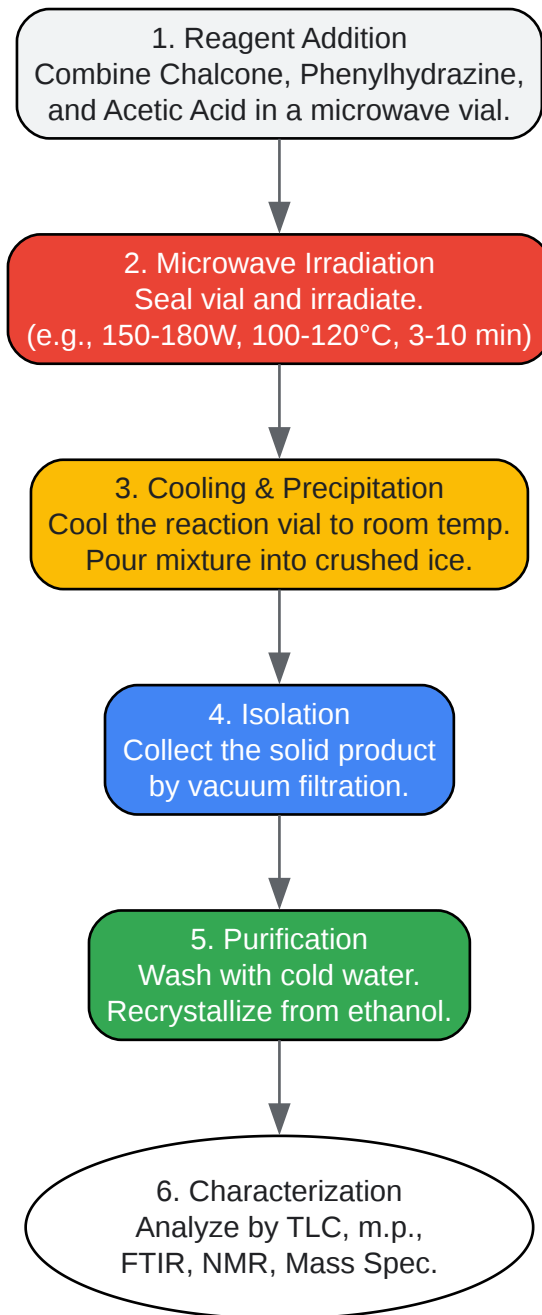 1. Reagent Addition
Combine Chalcone, Phenylhydrazine,
and Acetic Acid in a microwave vial.
2. Microwave Irradiation
Seal vial and irradiate.
(e.g., 150-180W, 100-120°C, 3-10 min)
3. Cooling & Precipitation
Cool the reaction vial to room temp.
Pour mixture into crushed ice.
4. Isolation
Collect the solid product
by vacuum filtration.
5. Purification
Wash with cold water.
Recrystallize from ethanol.
6. Characterization
Analyze by TLC, m.p.,
FTIR, NMR, Mass Spec.